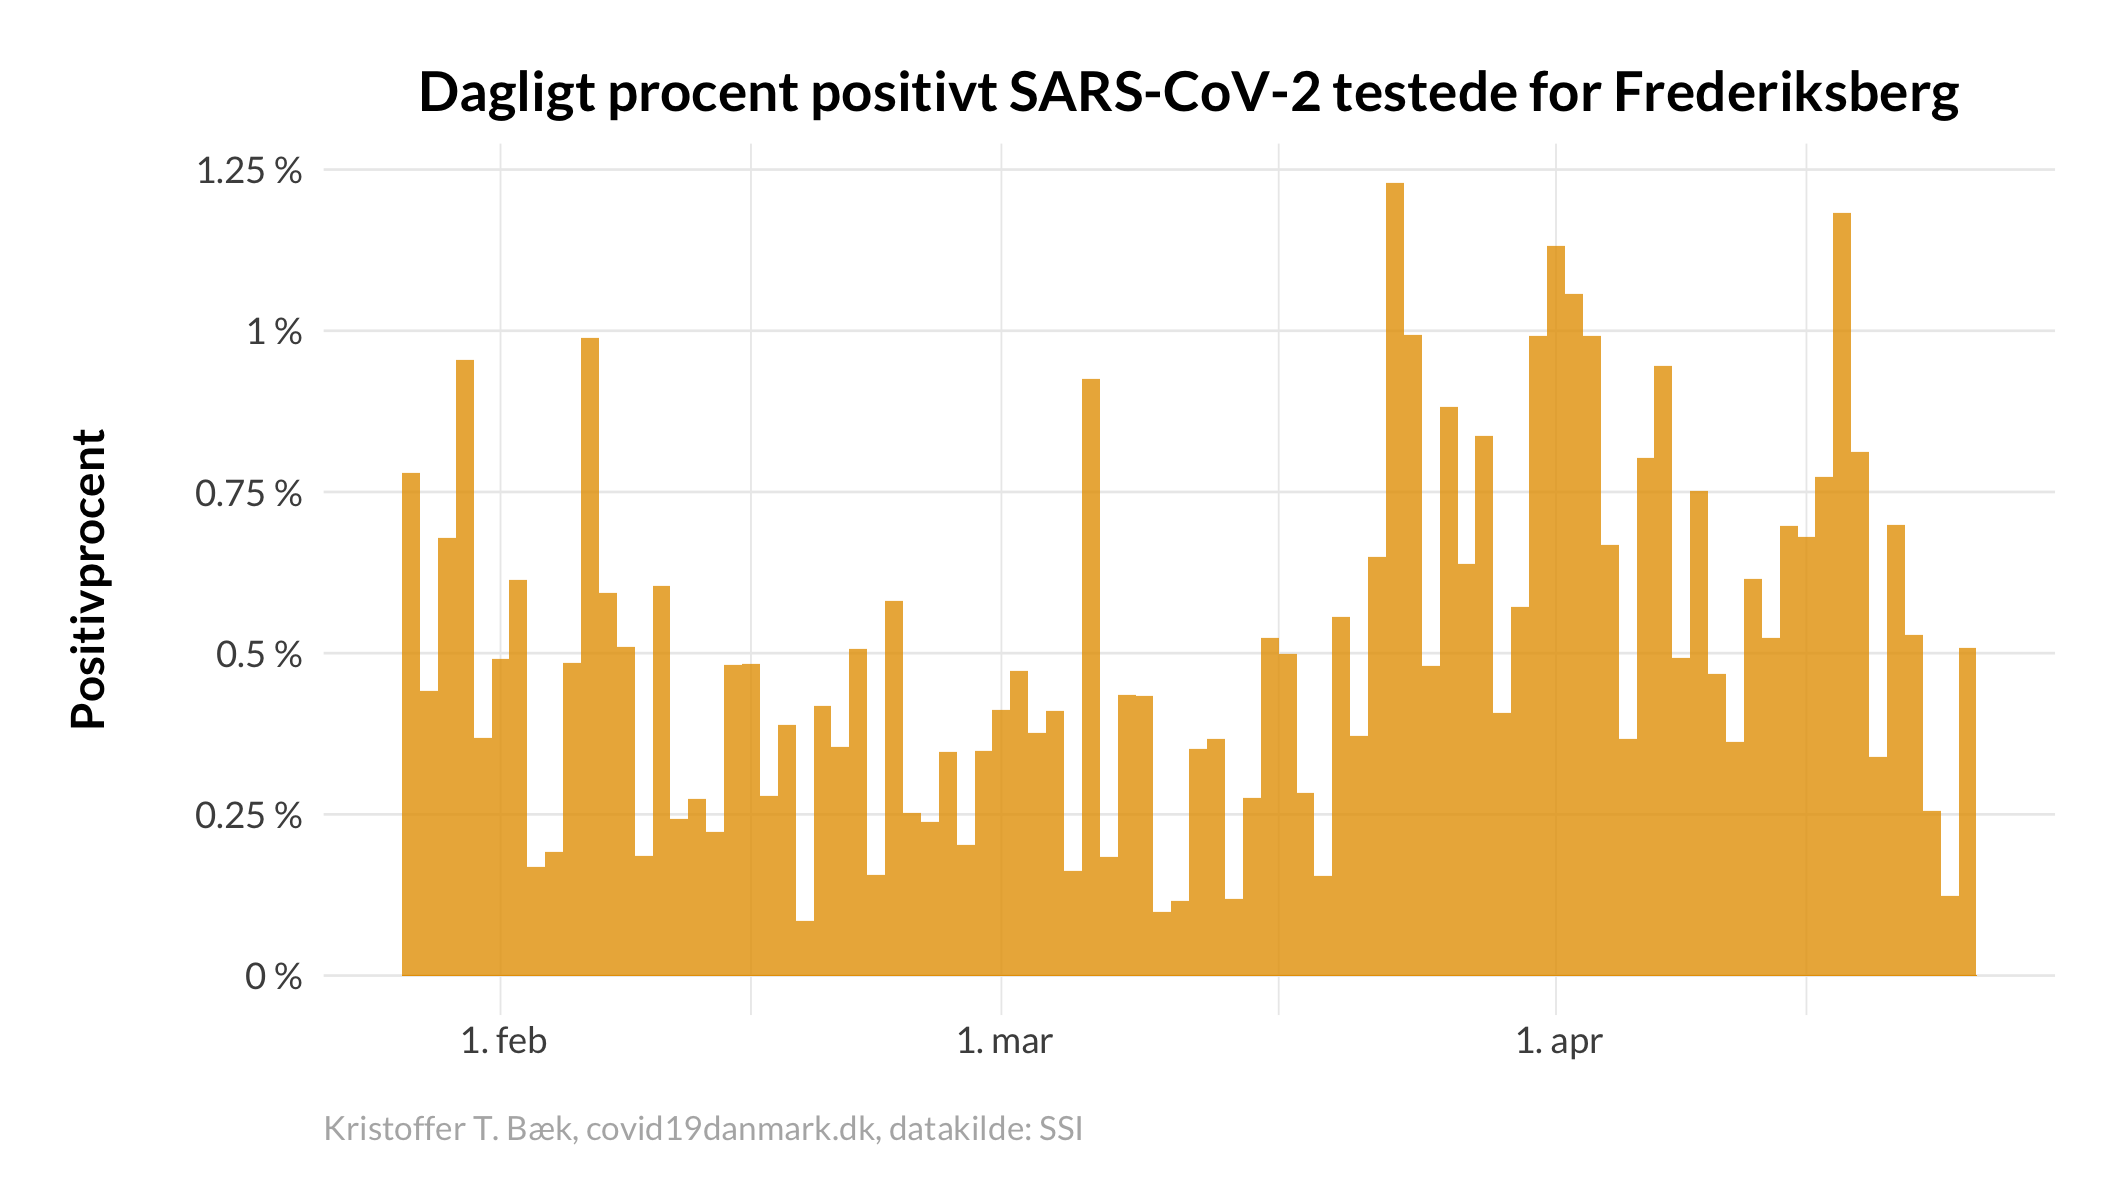 Dagligt procent positivt SARS-CoV-2 testede for Frederiksberg
Positivprocent
1.25 %
1 %
0.75 %
0.5 %
0.25 %
0 %
1. feb
1. mar
1. apr
Kristoffer T. Bæk, covid19danmark.dk, datakilde: SSI